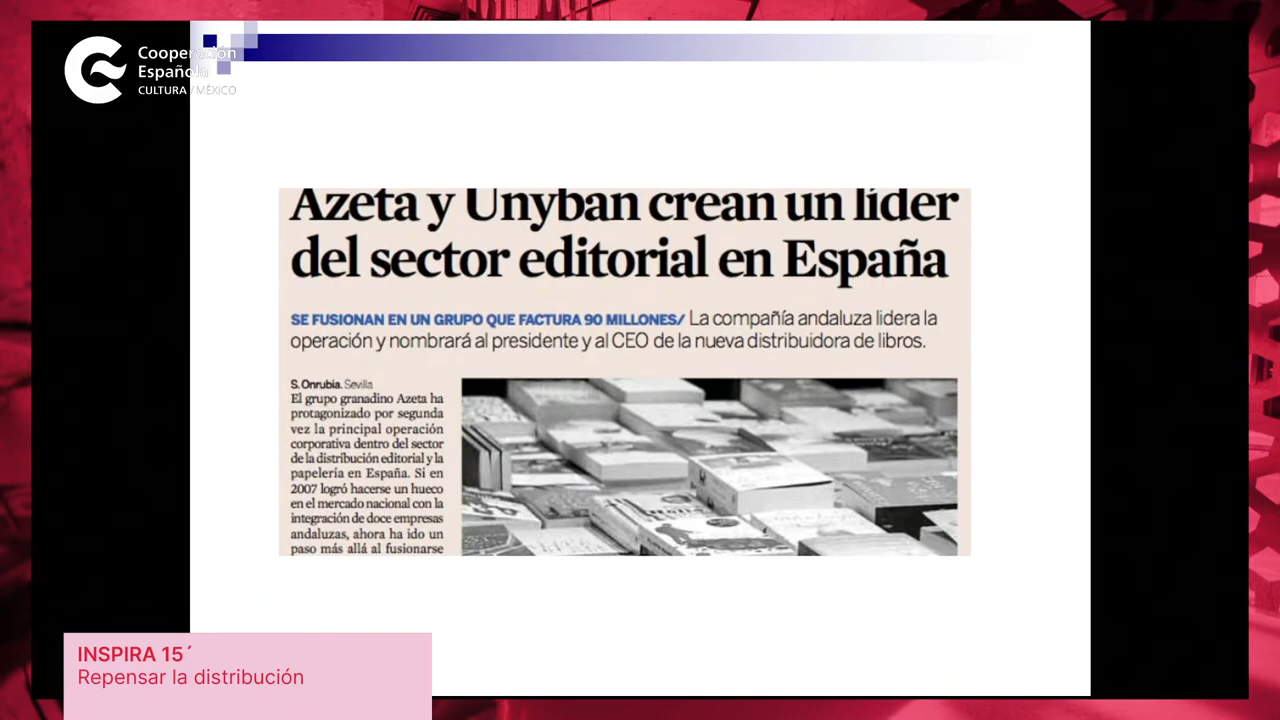 Cooperación
Española
CULTURA / MÉXICO
Azeta y Unyban crean un líder
del sector editorial en España
SE FUSIONAN EN UN GRUPO QUE FACTURA 90 MILLONES/ La compañía andaluza lidera la
operación y nombrará al presidente y al CEO de la nueva distribuidora de libros.
S. Onrubia. Sevilla
El grupo granadino Azeta ha
protagonizado por segunda
vez la principal operación
corporativa dentro del sector
de la distribución editorial y la
papelería en España. Si en
2007 logró hacerse un hueco
en el mercado nacional con la
integración de doce empresas
andaluzas, ahora ha ido un
paso más allá al fusionarse
INSPIRA 15´
Repensar la distribución